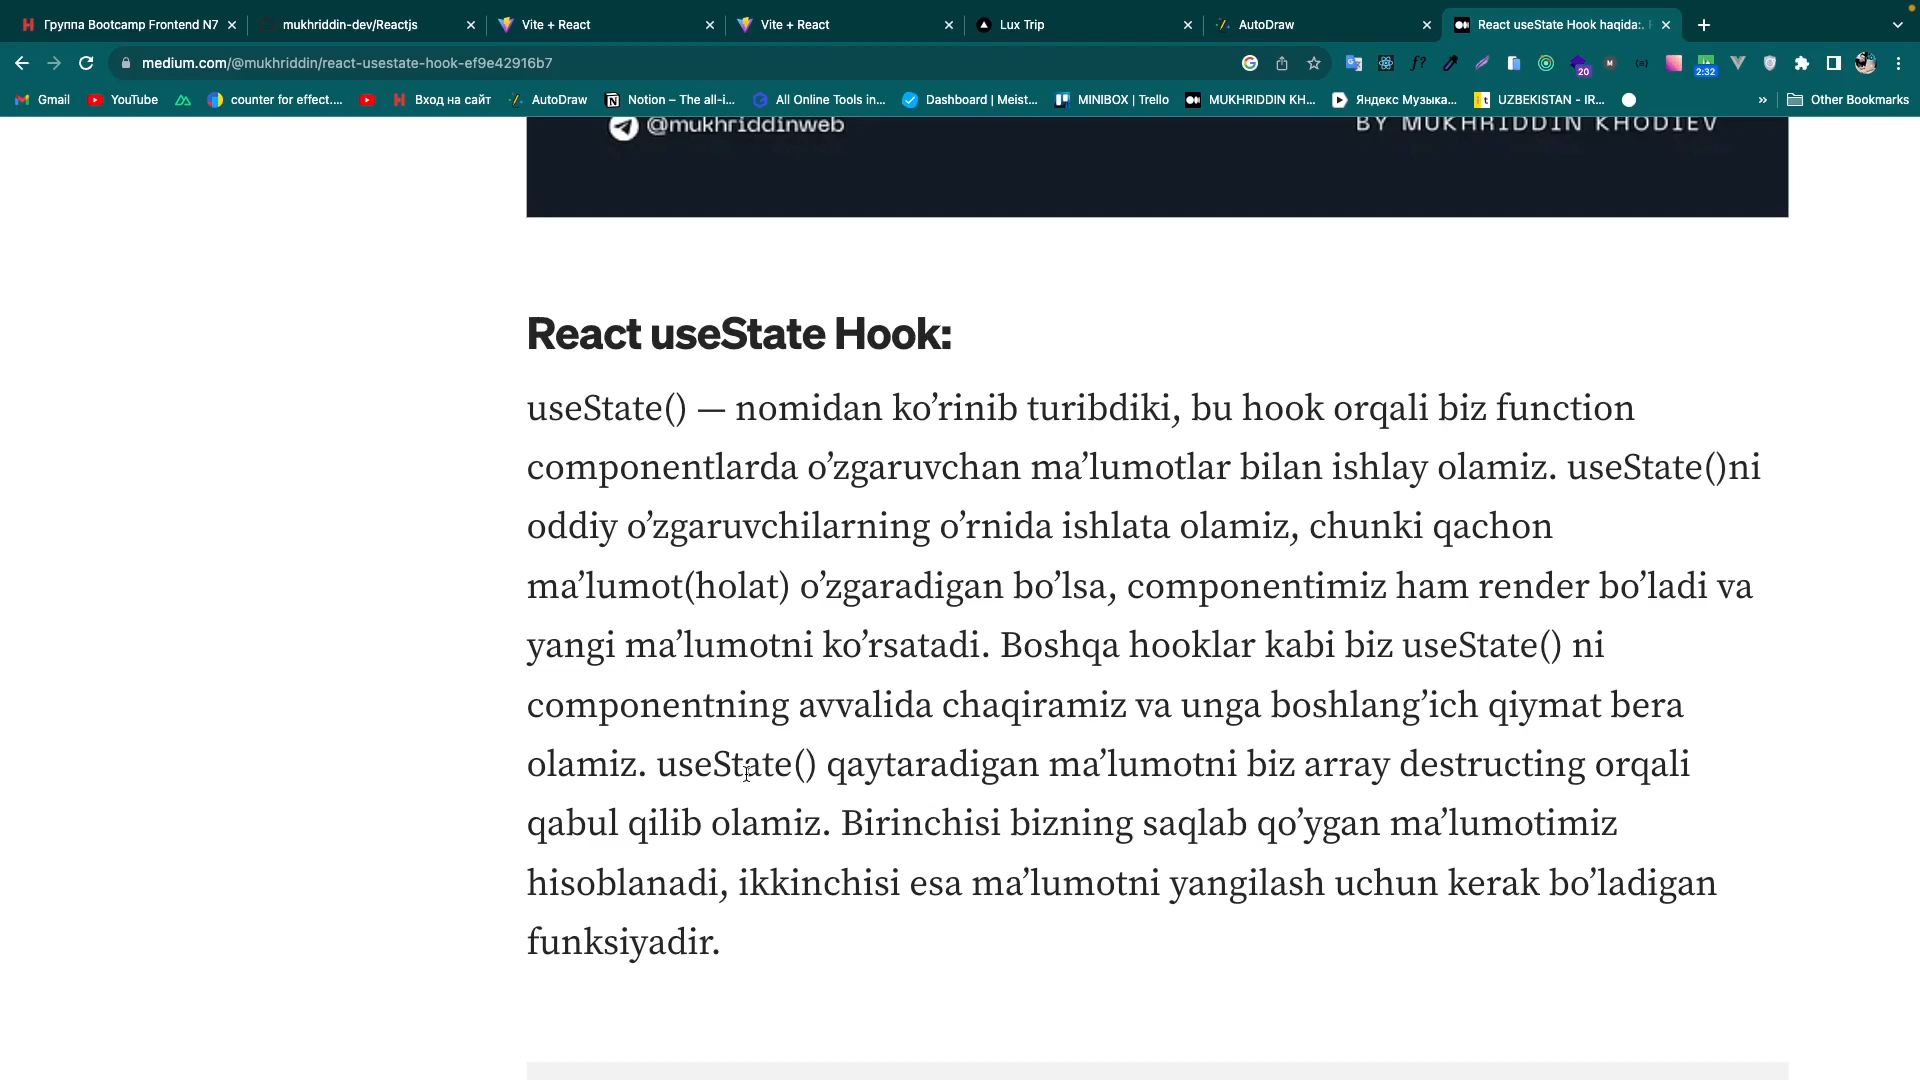 Группа Bootcamp Frontend N7
mukhriddin-dev/Reactjs
Vite + React
Vite + React
Lux Trip
AutoDraw
React useState Hook haqida:.
medium.com/@mukhriddin/react-usestate-hook-ef9e42916b7
20
2:32
Gmail
YouTube
counter for effect....
Вход на сайт
AutoDraw
Notion – The all-i...
All Online Tools in...
Dashboard | Meist...
MINIBOX | Trello
MUKHRIDDIN KH...
Яндекс Музыка...
UZBEKISTAN - IR...
Other Bookmarks
@mukhriddinweb
BY MUKHRIDDIN KHODIEV
React useState Hook:
useState() — nomidan ko’rinib turibdiki, bu hook orqali biz function
componentlarda o’zgaruvchan ma’lumotlar bilan ishlay olamiz. useState()ni
oddiy o’zgaruvchilarning o’rnida ishlata olamiz, chunki qachon
ma’lumot(holat) o’zgaradigan bo’lsa, componentimiz ham render bo’ladi va
yangi ma’lumotni ko’rsatadi. Boshqa hooklar kabi biz useState() ni
componentning avvalida chaqiramiz va unga boshlang’ich qiymat bera
olamiz. useState() qaytaradigan ma’lumotni biz array destructing orqali
qabul qilib olamiz. Birinchisi bizning saqlab qo’ygan ma’lumotimiz
hisoblanadi, ikkinchisi esa ma’lumotni yangilash uchun kerak bo’ladigan
funksiyadir.